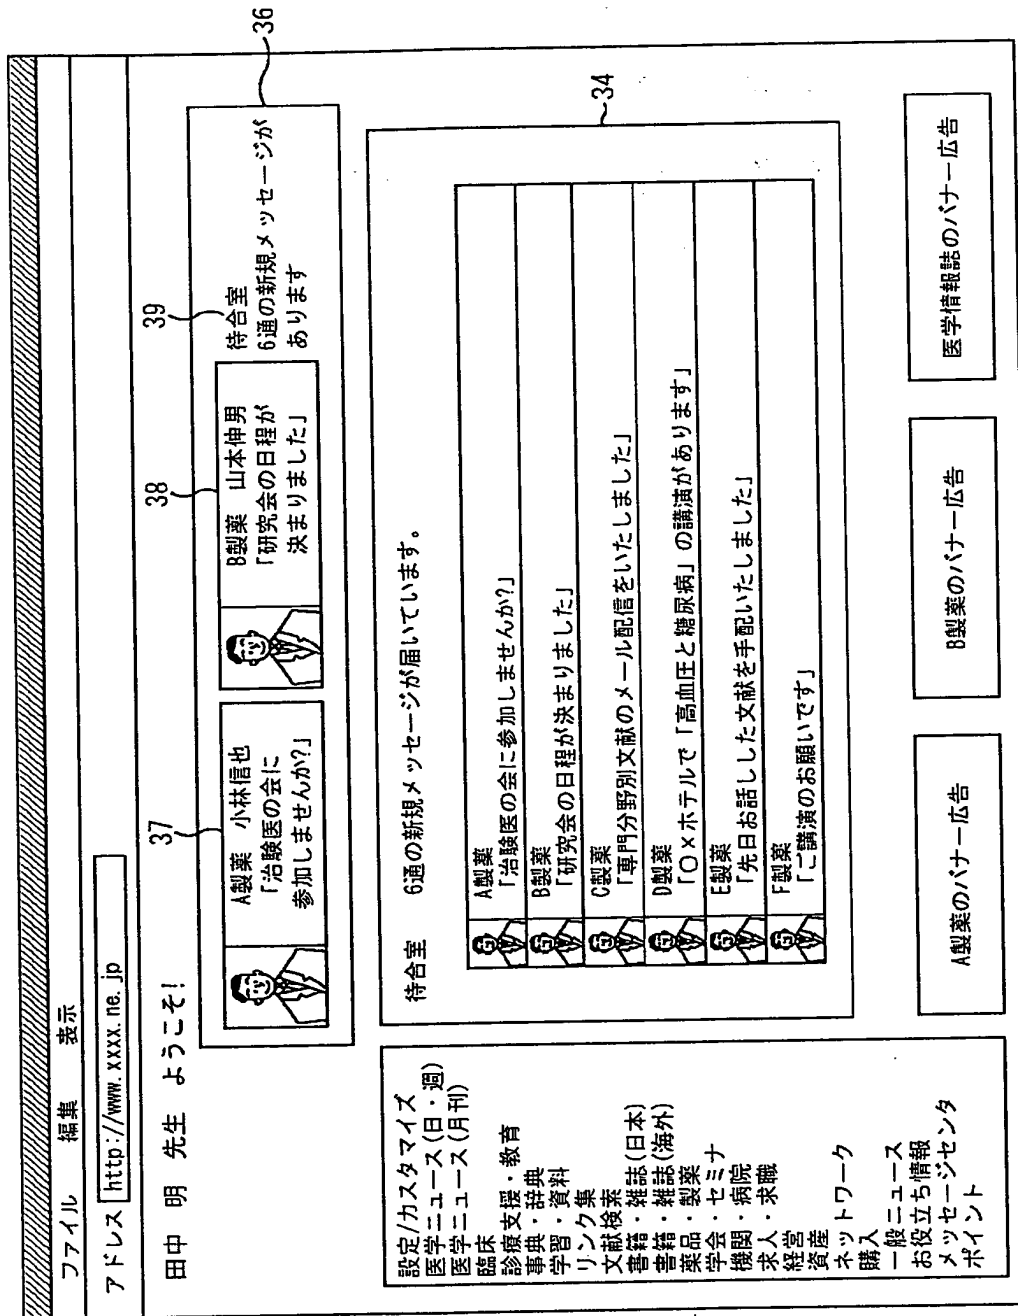 ファイル 編集 表示
アドレス http://www.xxxx.ne.jp
田中 明 先生 ようこそ!
37
A製薬 小林信也
「治験医の会に
参加しませんか?」
38
B製薬 山本伸男
「研究会の日程が
決まりました」
39
待合室
6通の新規メッセージが
あります
36
設定/カスタマイズ
医学ニュース(日・週)
医学ニュース(月刊)
臨床
診療支援・教育
事典・辞典
学習・資料
リンク集
文献検索
書籍・雑誌(日本)
書籍・雑誌(海外)
薬品・製薬
学会・セミナ
機関・病院
求人・求職
経営
資産
ネットワーク
購入
一般ニュース
お役立ち情報
メッセージセンタ
ポイント
待合室 6通の新規メッセージが届いています。
34
A製薬
「治験医の会に参加しませんか?」
B製薬
「研究会の日程が決まりました」
C製薬
「専門分野別文献のメール配信をいたしました」
D製薬
「○×ホテルで「高血圧と糖尿病」の講演があります」
E製薬
「先日お話しした文献を手配いたしました」
F製薬
「ご講演のお願いです」
A製薬のバナー広告
B製薬のバナー広告
医学情報誌のバナー広告